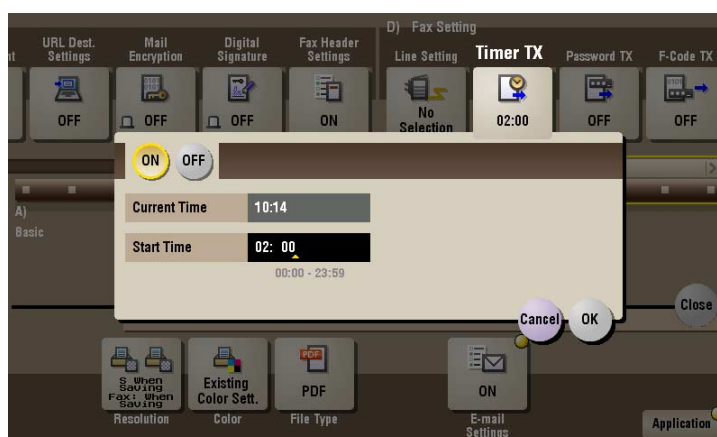 D) Fax Setting
URL Dest. Settings
Mail Encryption
Digital Signature
Fax Header Settings
Line Setting
Timer TX
Password TX
F-Code TX
nt
OFF
OFF
OFF
ON
No Selection
02:00
OFF
OFF
ON
OFF
Current Time
10:14
Start Time
02: 00
00:00 - 23:59
A)
Basic
Cancel
OK
Close
S When Saving
Fax: When Saving
Existing Color Sett.
PDF
PDF
ON
Resolution
Color
File Type
E-mail Settings
Application